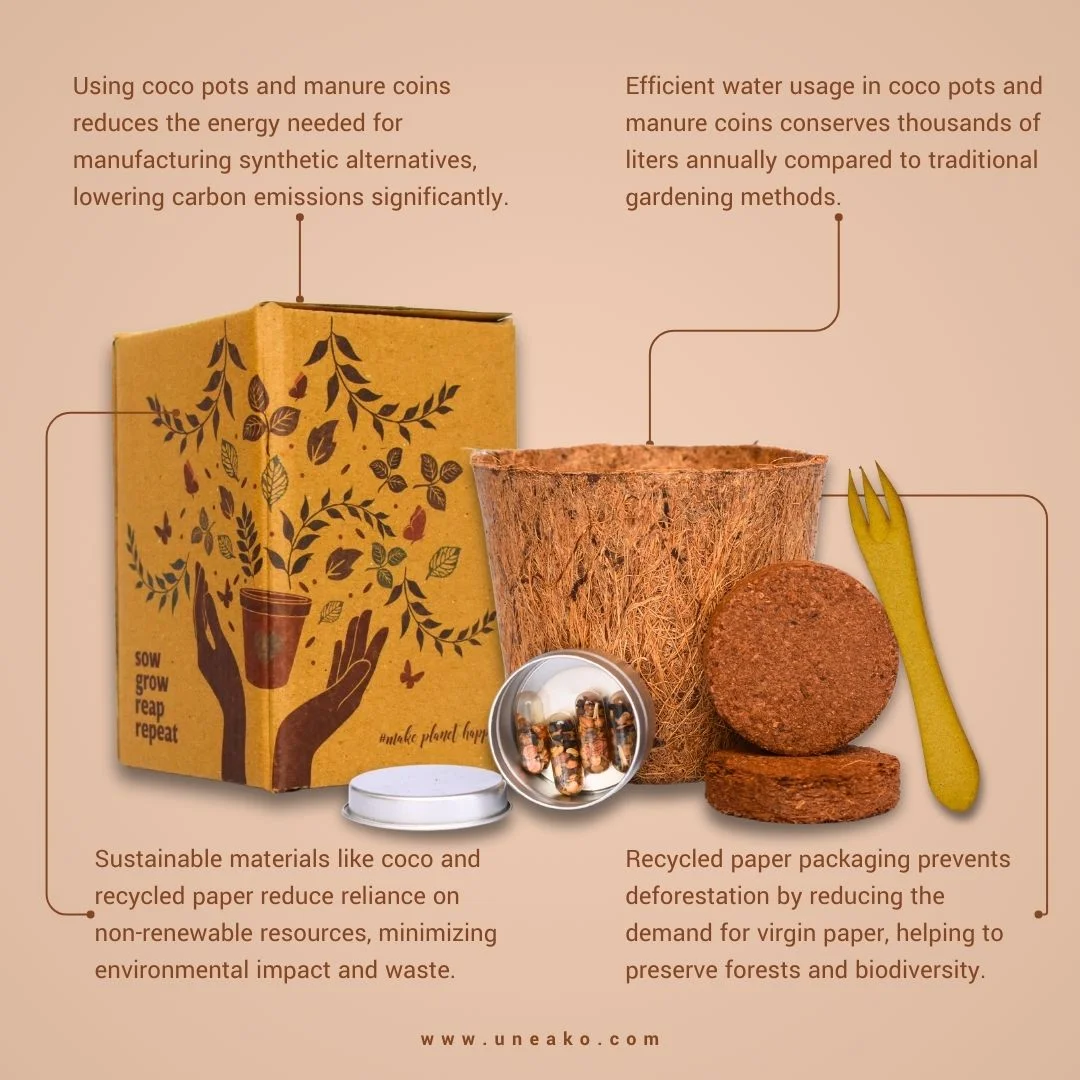 Using coco pots and manure coins
reduces the energy needed for
manufacturing synthetic alternatives,
lowering carbon emissions significantly.
Efficient water usage in coco pots and
manure coins conserves thousands of
liters annually compared to traditional
gardening methods.
sow
grow
reap
repeat
#make planet happ
Sustainable materials like coco and
recycled paper reduce reliance on
non-renewable resources, minimizing
environmental impact and waste.
Recycled paper packaging prevents
deforestation by reducing the
demand for virgin paper, helping to
preserve forests and biodiversity.
www.uneako.com